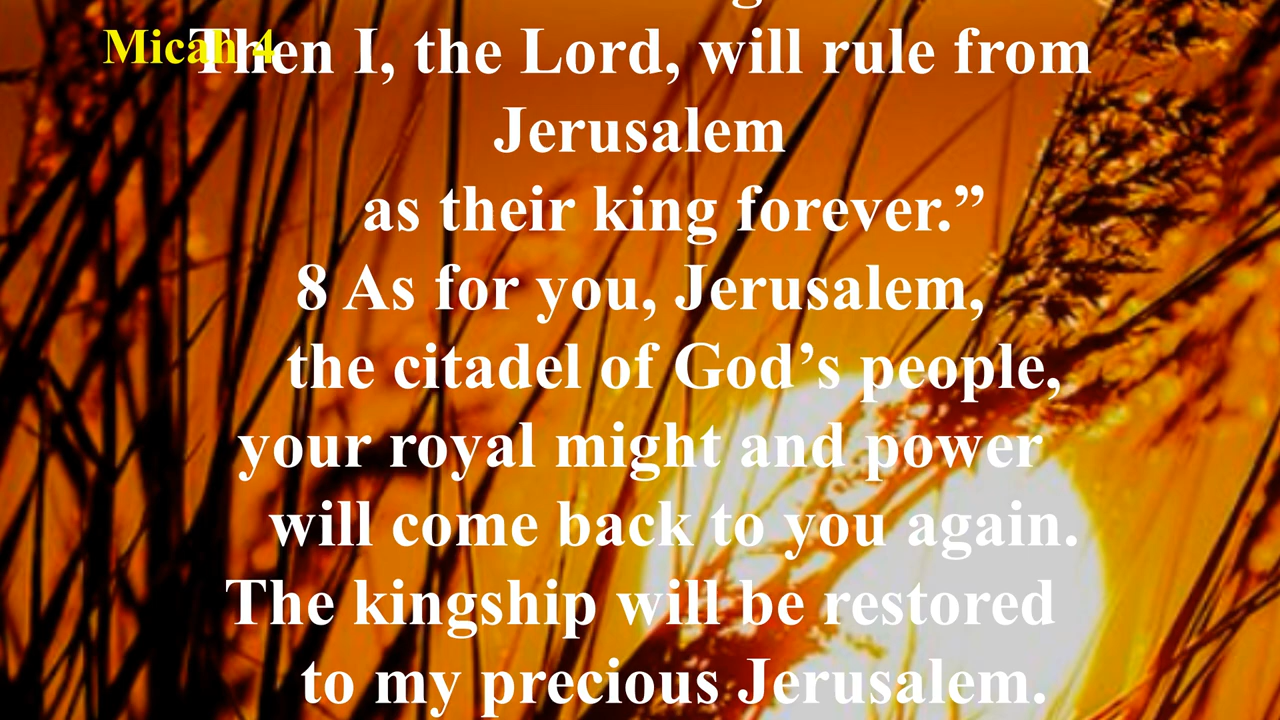 Micah 4
Then I, the Lord, will rule from
Jerusalem
as their king forever.”
8 As for you, Jerusalem,
the citadel of God’s people,
your royal might and power
will come back to you again.
The kingship will be restored
to my precious Jerusalem.